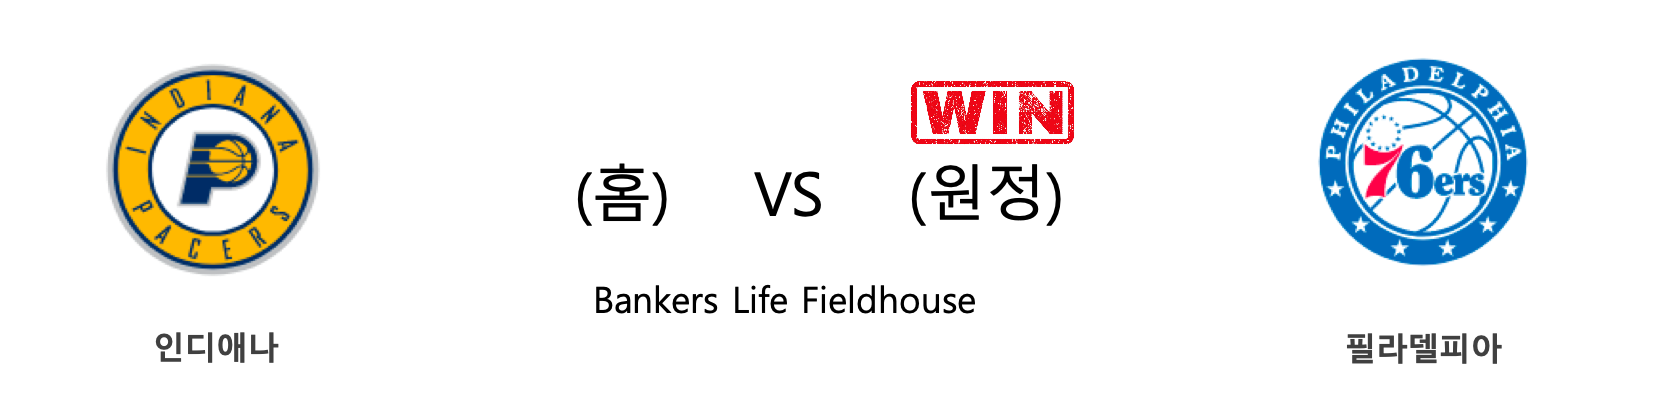 INDIANA PACERS
PHILADELPHIA
76ers
WIN
(홈) VS (원정)
Bankers Life Fieldhouse
인디애나
필라델피아